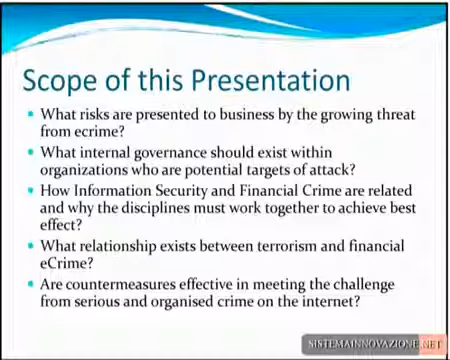 Scope of this Presentation
What risks are presented to business by the growing threat
from ecrime?
What internal governance should exist within
organizations who are potential targets of attack?
How Information Security and Financial Crime are related
and why the disciplines must work together to achieve best
effect?
What relationship exists between terrorism and financial
eCrime?
Are countermeasures effective in meeting the challenge
from serious and organised crime on the internet?
SISTEMAINNOVAZIONE.NET